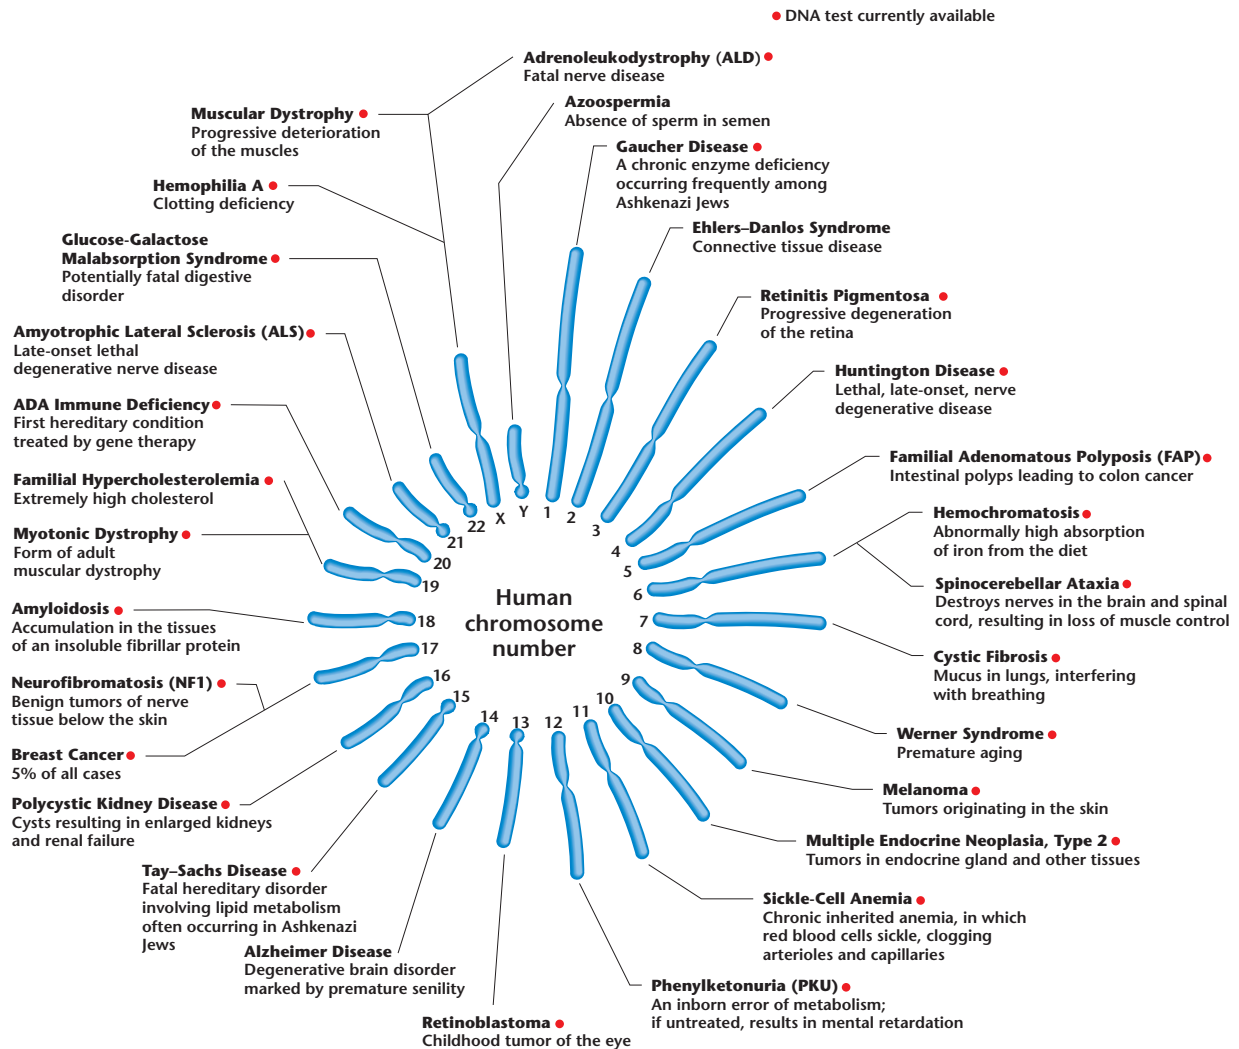 DNA test currently available
Adrenoleukodystrophy (ALD)
Fatal nerve disease
Azoospermia
Absence of sperm in semen
Muscular Dystrophy
Progressive deterioration
of the muscles
Gaucher Disease
A chronic enzyme deficiency
occurring frequently among
Ashkenazi Jews
Hemophilia A
Clotting deficiency
Ehlers–Danlos Syndrome
Connective tissue disease
Glucose-Galactose
Malabsorption Syndrome
Potentially fatal digestive
disorder
Retinitis Pigmentosa
Progressive degeneration
of the retina
Amyotrophic Lateral Sclerosis (ALS)
Late-onset lethal
degenerative nerve disease
Huntington Disease
Lethal, late-onset, nerve
degenerative disease
ADA Immune Deficiency
First hereditary condition
treated by gene therapy
Familial Adenomatous Polyposis (FAP)
Intestinal polyps leading to colon cancer
Familial Hypercholesterolemia
Extremely high cholesterol
Hemochromatosis
Abnormally high absorption
of iron from the diet
Myotonic Dystrophy
Form of adult
muscular dystrophy
Spinocerebellar Ataxia
Destroys nerves in the brain and spinal
cord, resulting in loss of muscle control
Amyloidosis
Accumulation in the tissues
of an insoluble fibrillar protein
Cystic Fibrosis
Mucus in lungs, interfering
with breathing
Neurofibromatosis (NF1)
Benign tumors of nerve
tissue below the skin
Werner Syndrome
Premature aging
Breast Cancer
5% of all cases
Melanoma
Tumors originating in the skin
Polycystic Kidney Disease
Cysts resulting in enlarged kidneys
and renal failure
Multiple Endocrine Neoplasia, Type 2
Tumors in endocrine gland and other tissues
Tay–Sachs Disease
Fatal hereditary disorder
involving lipid metabolism
often occurring in Ashkenazi
Jews
Sickle-Cell Anemia
Chronic inherited anemia, in which
red blood cells sickle, clogging
arterioles and capillaries
Alzheimer Disease
Degenerative brain disorder
marked by premature senility
Phenylketonuria (PKU)
An inborn error of metabolism;
if untreated, results in mental retardation
Retinoblastoma
Childhood tumor of the eye
Human
chromosome
number
1
2
3
4
5
6
7
8
9
10
11
12
13
14
15
16
17
18
19
20
21
22
X
Y